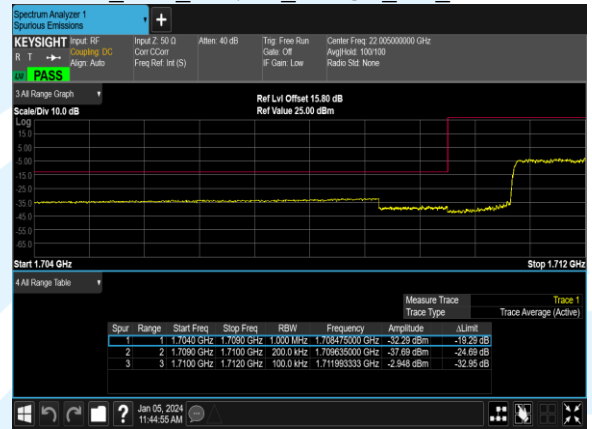 Spectrum Analyzer 1
Spurious Emissions
KEYSIGHT Input: RF Input Z: 50 Ω Atten: 40 dB Trig: Free Run Center Freq: 22.005000000 GHz
R T Coupling: DC Corr CCorr Gate: Off Avg|Hold: 100/100
Align: Auto Freq Ref: Int (S) IF Gain: Low Radio Std: None
LV PASS
3 All Range Graph
Ref Lvl Offset 15.80 dB
Scale/Div 10.0 dB Ref Value 25.00 dBm
Log
15.0
5.00
-5.00
-15.0
-25.0
-35.0
-45.0
-55.0
-65.0
Start 1.704 GHz Stop 1.712 GHz
4 All Range Table
Measure Trace Trace 1
Trace Type Trace Average (Active)
Spur Range Start Freq Stop Freq RBW Frequency Amplitude ΔLimit
1 1 1.7040 GHz 1.7090 GHz 1.000 MHz 1.708475000 GHz -32.29 dBm -19.29 dB
2 2 1.7090 GHz 1.7100 GHz 200.0 kHz 1.709635000 GHz -37.69 dBm -24.69 dB
3 3 1.7100 GHz 1.7120 GHz 100.0 kHz 1.711993333 GHz -2.948 dBm -32.95 dB
? Jan 05, 2024
11:44:55 AM